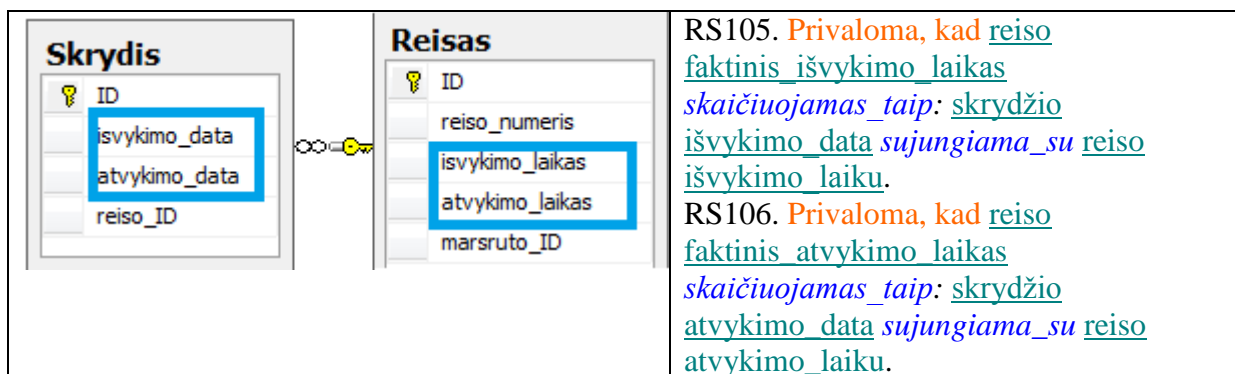 Skrydis
ID
isvykimo_data
atvykimo_data
reiso_ID
Reisas
ID
reiso_numeris
isvykimo_laikas
atvykimo_laikas
marsruto_ID
RS105. Privaloma, kad reiso
faktinis_išvykimo_laikas
skaičiuojamas_taip: skrydžio
išvykimo_data sujungiama_su reiso
išvykimo_laiku.
RS106. Privaloma, kad reiso
faktinis_atvykimo_laikas
skaičiuojamas_taip: skrydžio
atvykimo_data sujungiama_su reiso
atvykimo_laiku.